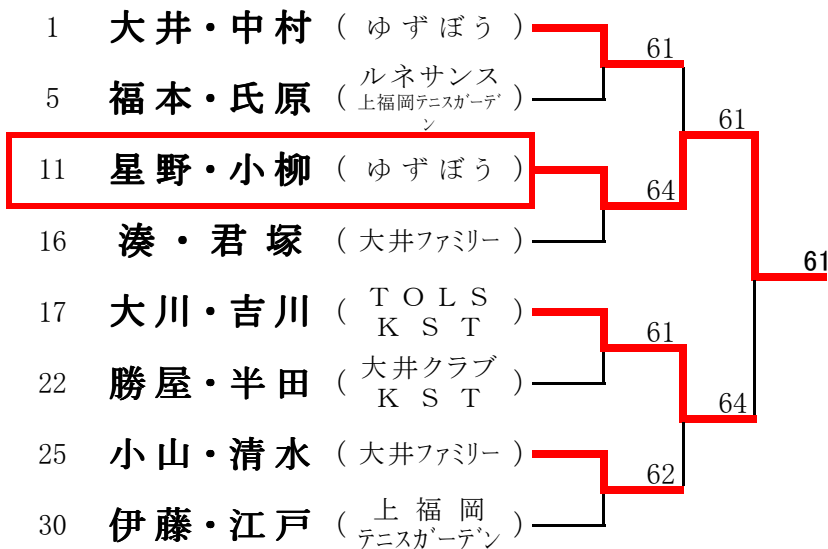 1 大井・中村 (ゆずぼう)
61
5 福本・氏原 (ルネサンス
上福岡テニスガーデ
ン)
61
11 星野・小柳 (ゆずぼう)
64
16 湊・君塚 (大井ファミリー)
61
17 大川・吉川 (TOLS
KST)
61
22 勝屋・半田 (大井クラブ
KST)
64
25 小山・清水 (大井ファミリー)
62
30 伊藤・江戸 (上福岡
テニスガーデン)